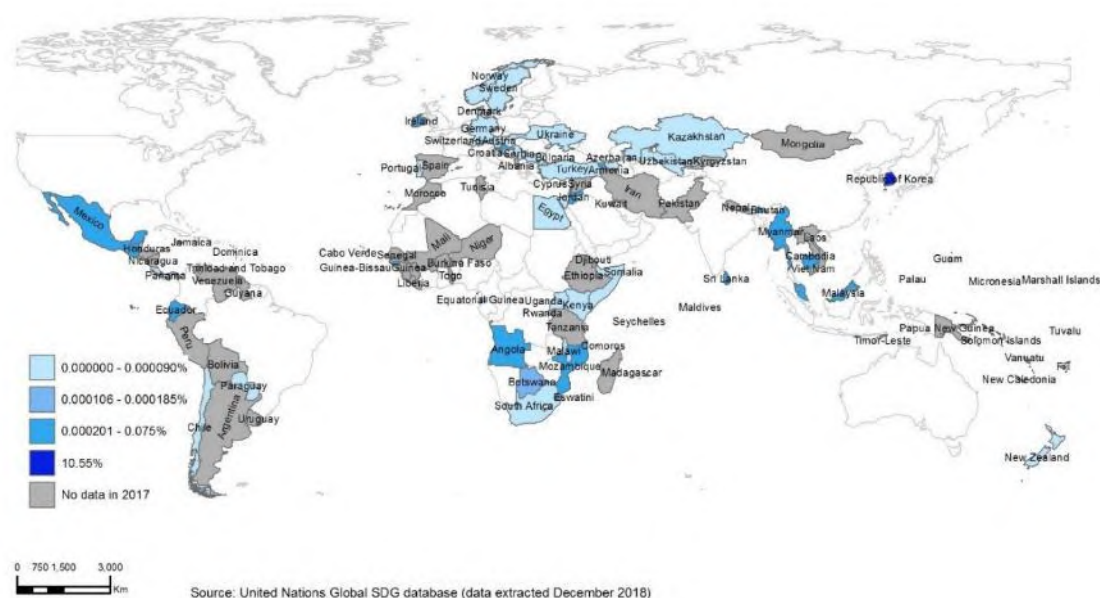 Norway
Sweden
Denmark
Ireland
Germany
Ukraine
Kazakhstan
Switzerland
Austria
Mongolia
Croatia
Serbia
Bulgaria
Azerbaijan
Uzbekistan
Kyrgyzstan
Portugal
Spain
Albania
Turkey
Armenia
Republic of Korea
Tunisia
Cyprus
Syria
Iran
Morocco
Jordan
Kuwait
Pakistan
Nepal
Bhutan
Mexico
Egypt
Myanmar
Laos
Honduras
Jamaica
Mali
Niger
Nicaragua
Dominica
Cabo Verde
Senegal
Cambodia
Guam
Panama
Trinidad and Tobago
Guinea-Bissau
Guinea
Burkina Faso
Djibouti
Viet Nam
Venezuela
Togo
Ethiopia
Somalia
Sri Lanka
Palau
Micronesia
Marshall Islands
Guyana
Liberia
Malaysia
Ecuador
Equatorial Guinea
Uganda
Kenya
Maldives
Rwanda
Seychelles
Peru
Tanzania
Papua New Guinea
Tuvalu
Timor-Leste
Solomon Islands
Angola
Malawi
Comoros
Vanuatu
Fiji
Bolivia
Mozambique
Madagascar
New Caledonia
Paraguay
Botswana
Eswatini
South Africa
Chile
Argentina
Uruguay
New Zealand
0.000000 - 0.000090%
0.000106 - 0.000185%
0.000201 - 0.075%
10.55%
No data in 2017
0 750 1,500 3,000
Km
Source: United Nations Global SDG database (data extracted December 2018)